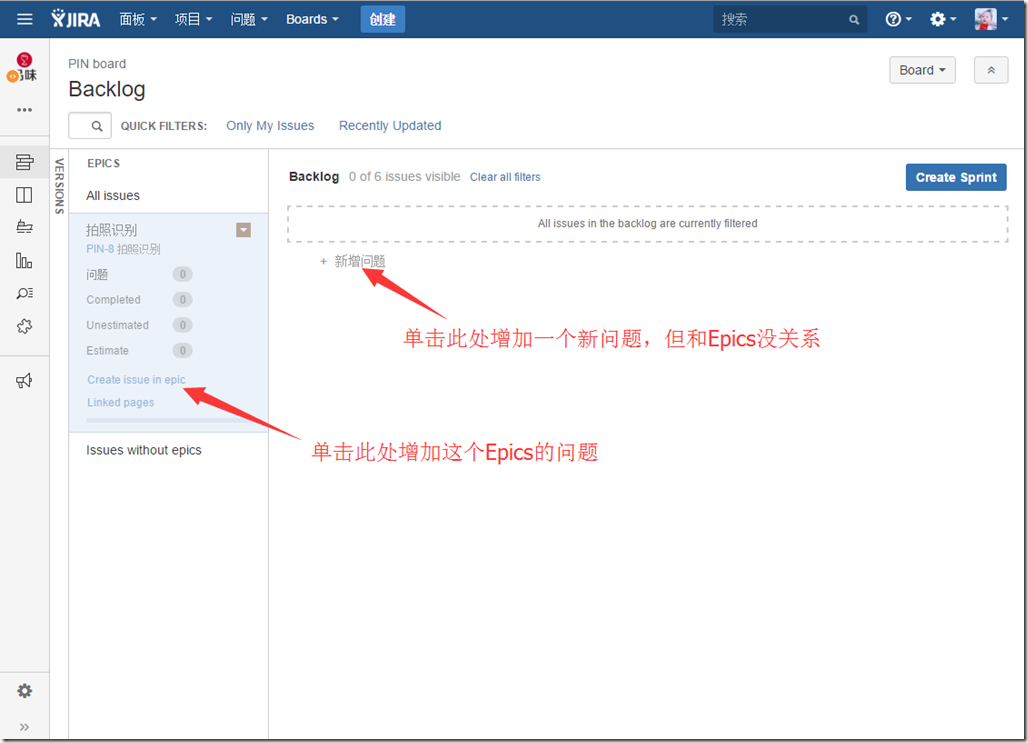 JIRA 面板 项目 问题 Boards 创建 搜索
PIN board
Backlog
Board
QUICK FILTERS: Only My Issues Recently Updated
VERSIONS
EPICS
All issues
拍照识别
PIN-8 拍照识别
问题 0
Completed 0
Unestimated 0
Estimate 0
Create issue in epic
Linked pages
Issues without epics
Backlog 0 of 6 issues visible Clear all filters
Create Sprint
All issues in the backlog are currently filtered
+ 新增问题
单击此处增加一个新问题，但和Epics没关系
单击此处增加这个Epics的问题